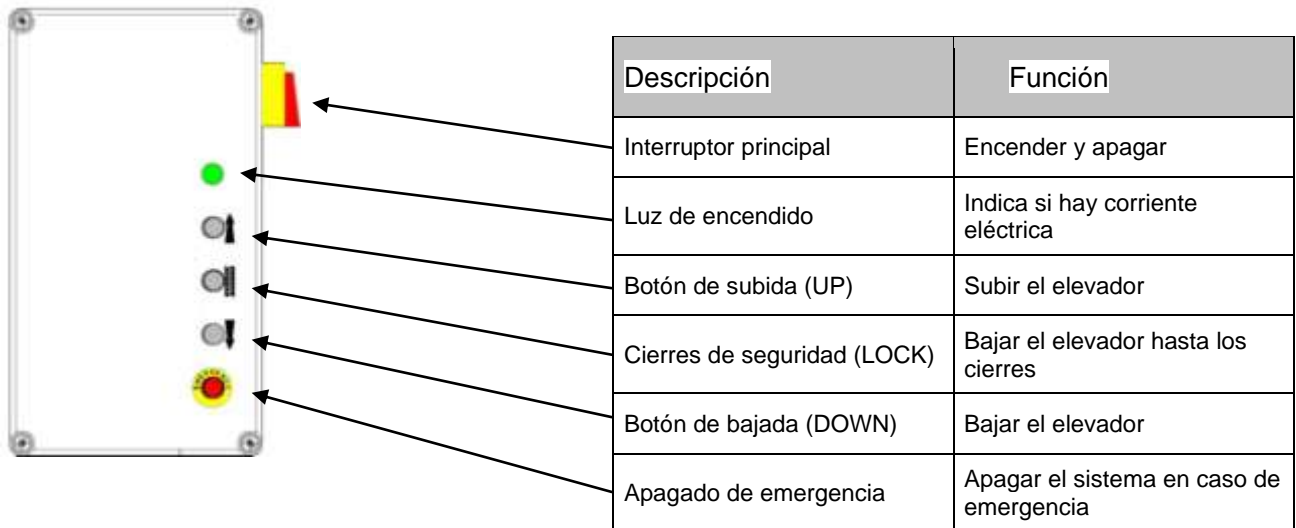 Descripción Función
Interruptor principal Encender y apagar
Luz de encendido Indica si hay corriente
eléctrica
Botón de subida (UP) Subir el elevador
Cierres de seguridad (LOCK) Bajar el elevador hasta los
cierres
Botón de bajada (DOWN) Bajar el elevador
Apagado de emergencia Apagar el sistema en caso de
emergencia